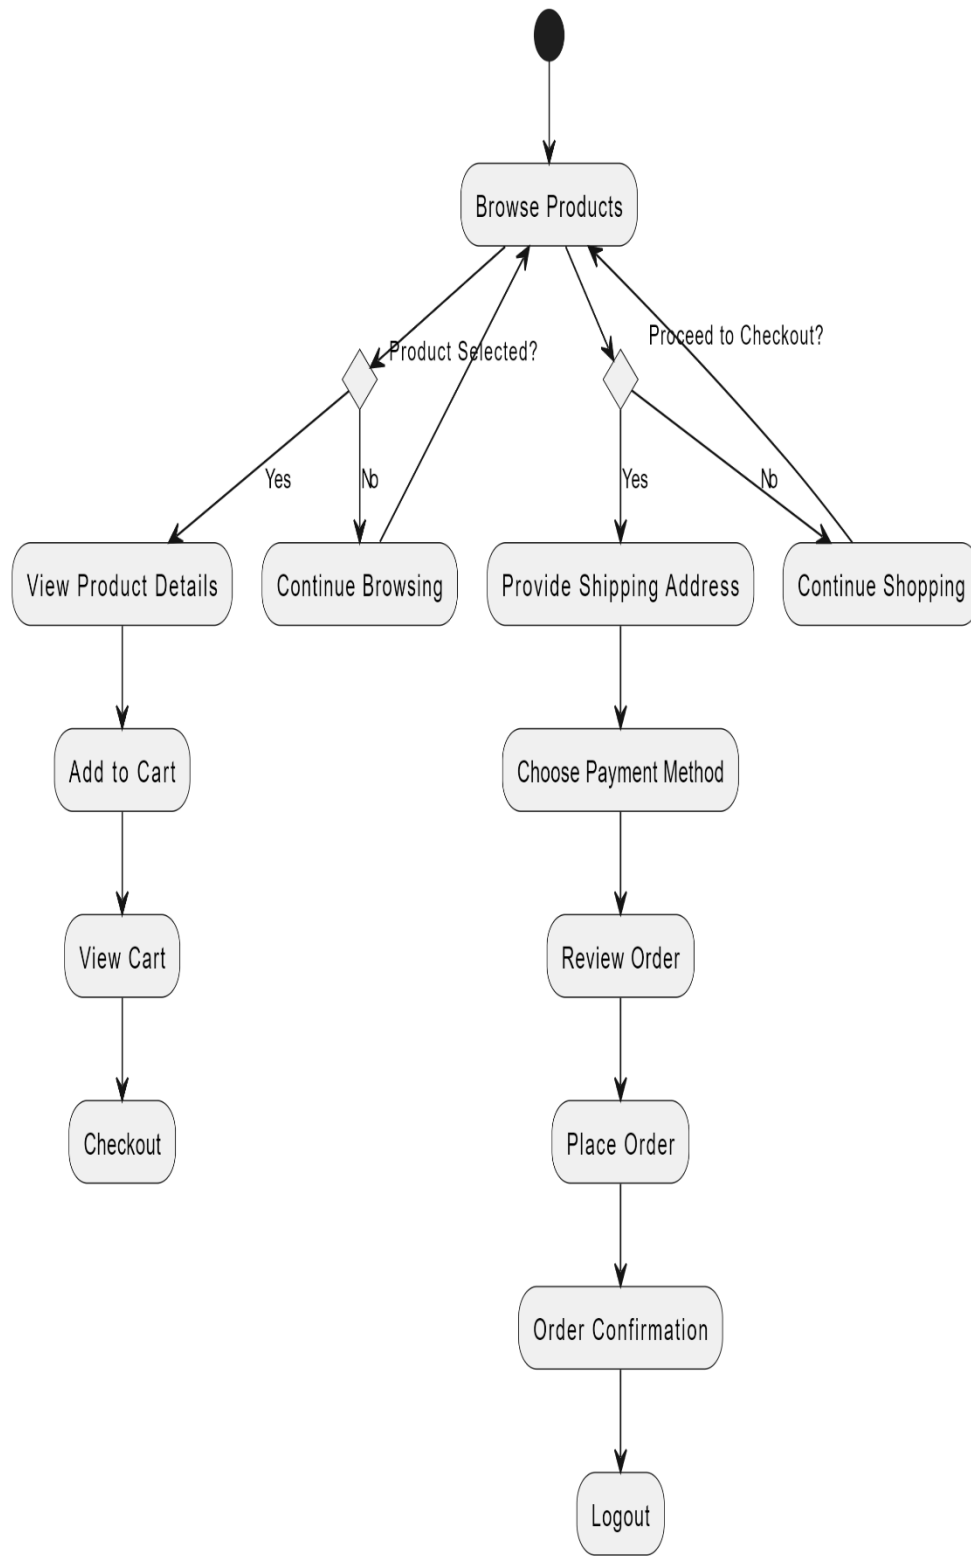 Browse Products
Proceed to Checkout?
Product Selected?
Yes
No
Yes
No
View Product Details
Continue Browsing
Provide Shipping Address
Continue Shopping
Add to Cart
Choose Payment Method
View Cart
Review Order
Checkout
Place Order
Order Confirmation
Logout